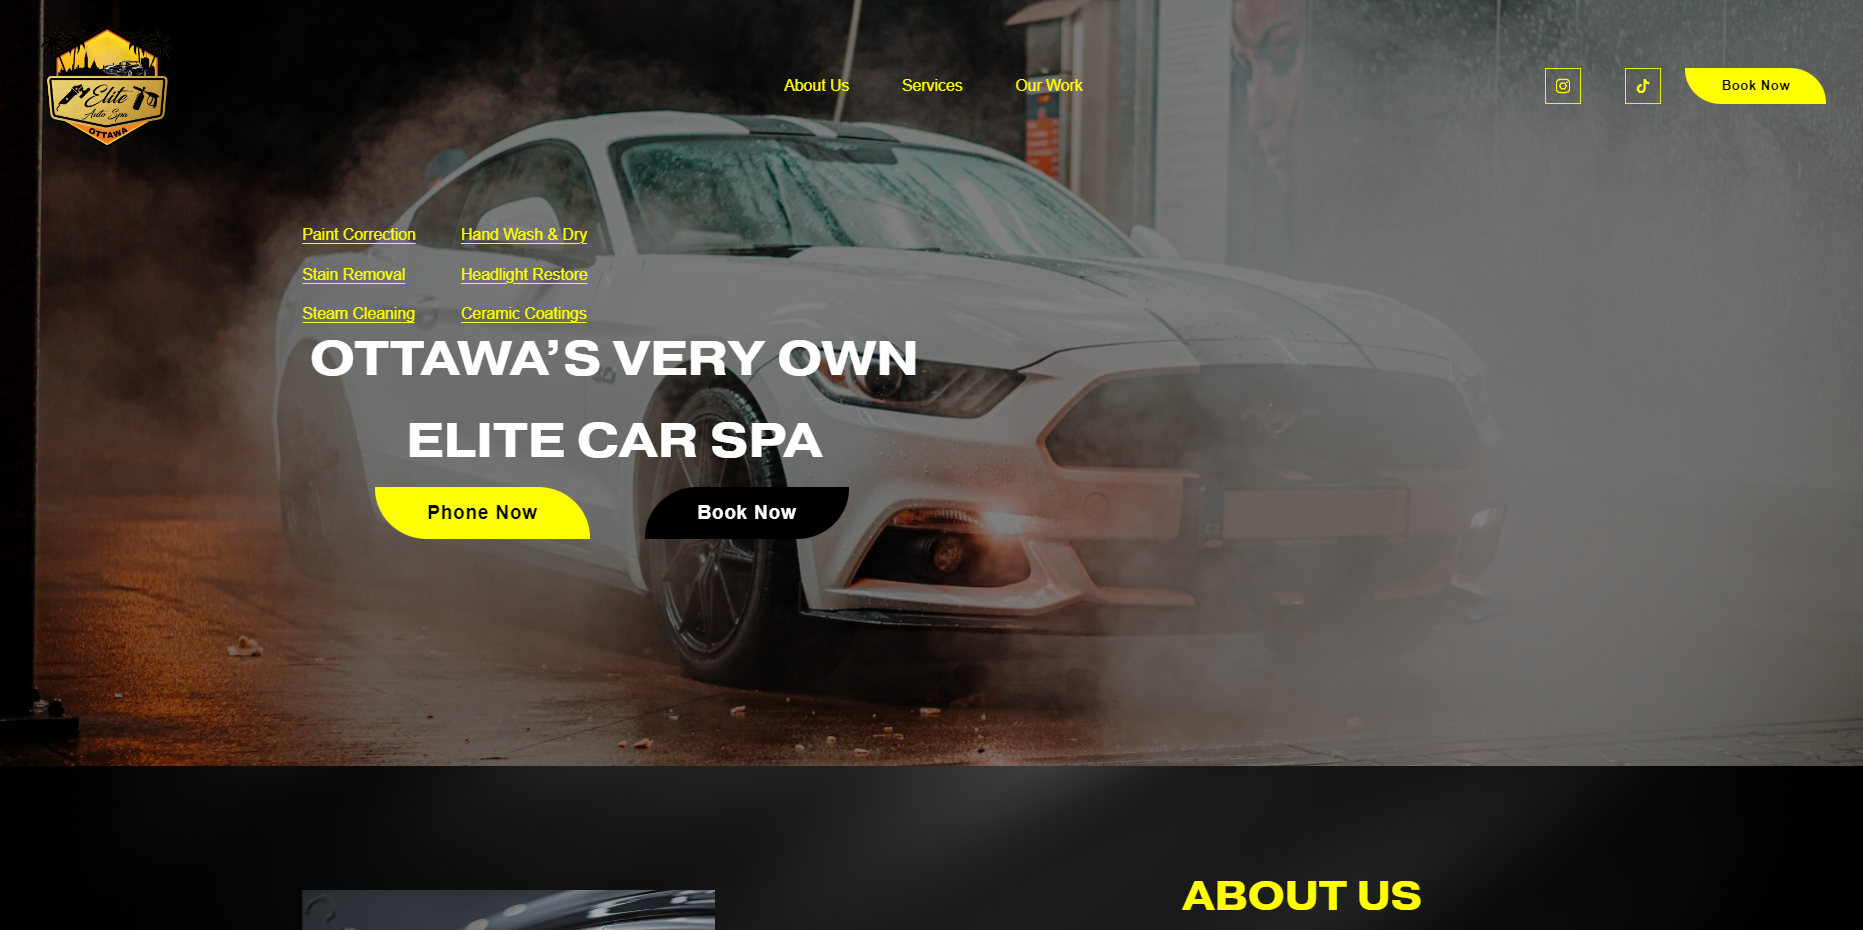 Elite
Auto Spa
OTTAWA
About Us
Services
Our Work
Book Now
Paint Correction
Hand Wash & Dry
Stain Removal
Headlight Restore
Steam Cleaning
Ceramic Coatings
OTTAWA’S VERY OWN
ELITE CAR SPA
Phone Now
Book Now
ABOUT US